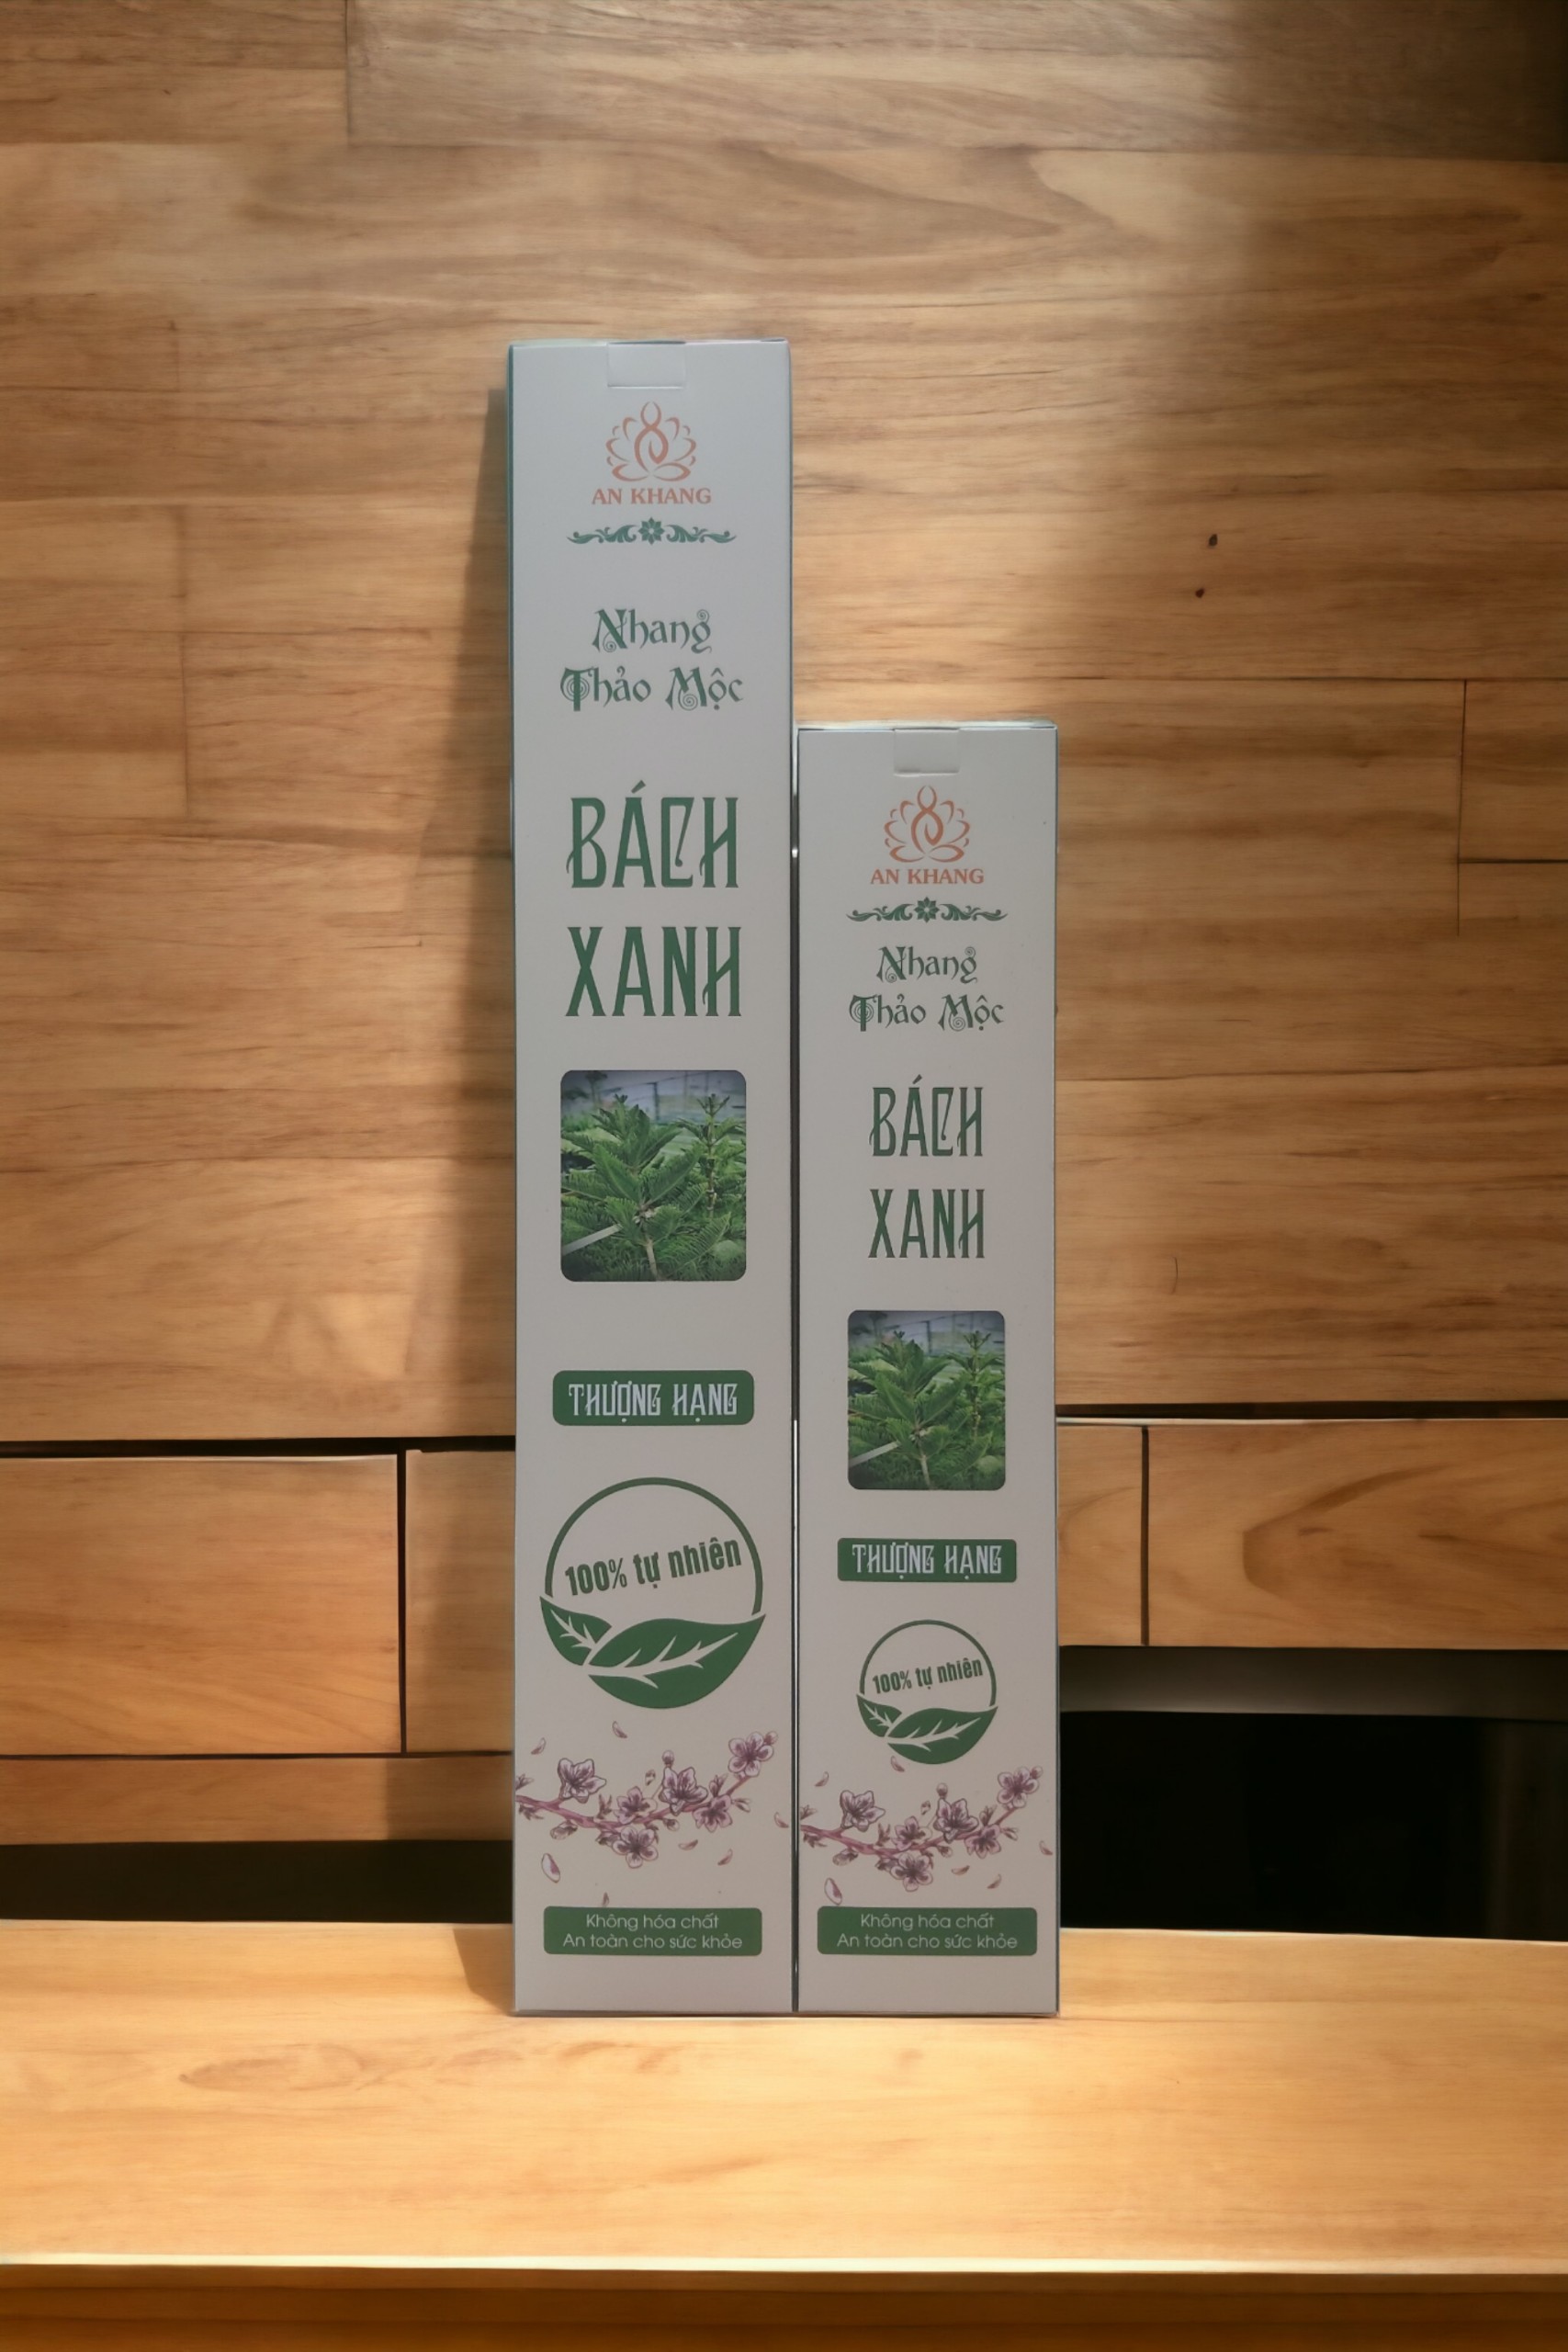 AN KHANG
Nhang
Thảo Mộc
BÁCH
XANH
THƯỢNG HẠNG
100% tự nhiên
Không hóa chất
An toàn cho sức khỏe
AN KHANG
Nhang
Thảo Mộc
BÁCH
XANH
THƯỢNG HẠNG
100% tự nhiên
Không hóa chất
An toàn cho sức khỏe